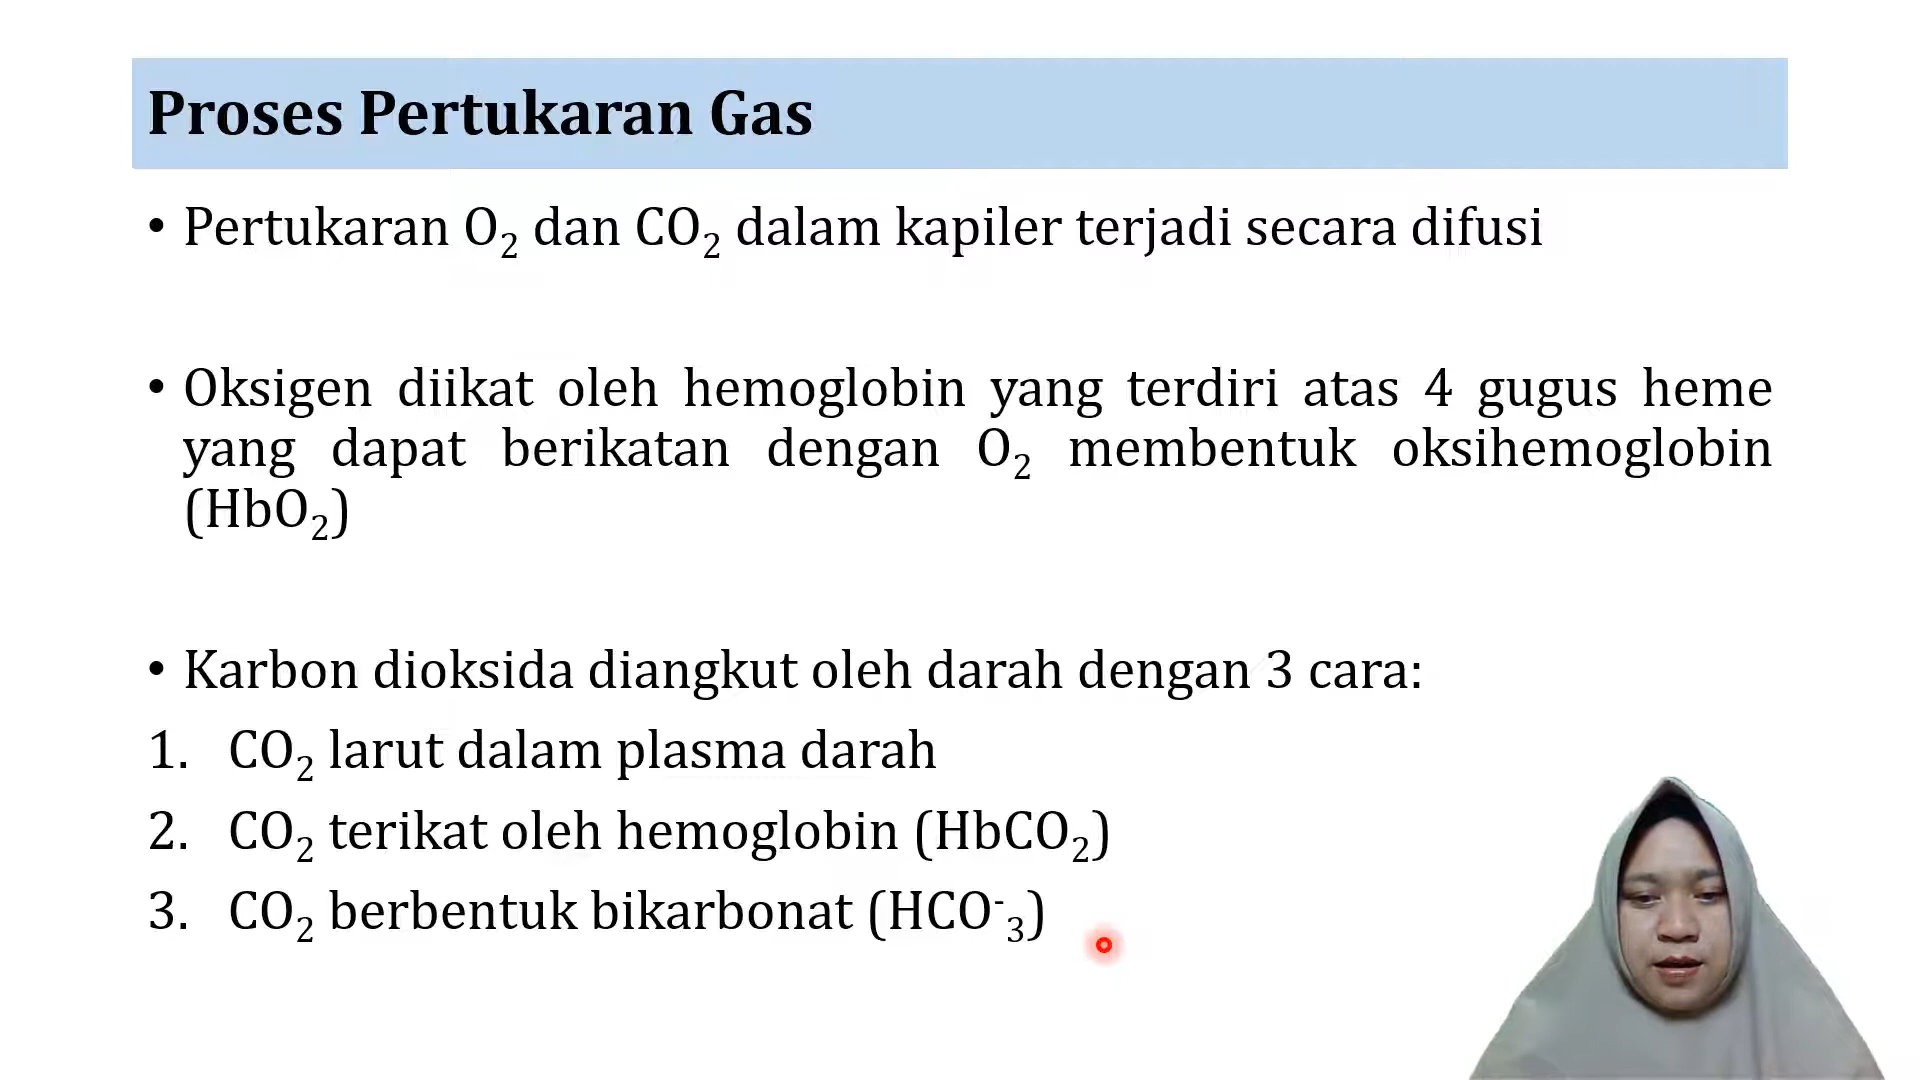 Proses Pertukaran Gas
• Pertukaran O₂ dan CO₂ dalam kapiler terjadi secara difusi
• Oksigen diikat oleh hemoglobin yang terdiri atas 4 gugus heme
yang dapat berikatan dengan O₂ membentuk oksihemoglobin
(HbO₂)
• Karbon dioksida diangkut oleh darah dengan 3 cara:
1. CO₂ larut dalam plasma darah
2. CO₂ terikat oleh hemoglobin (HbCO₂)
3. CO₂ berbentuk bikarbonat (HCO⁻₃)